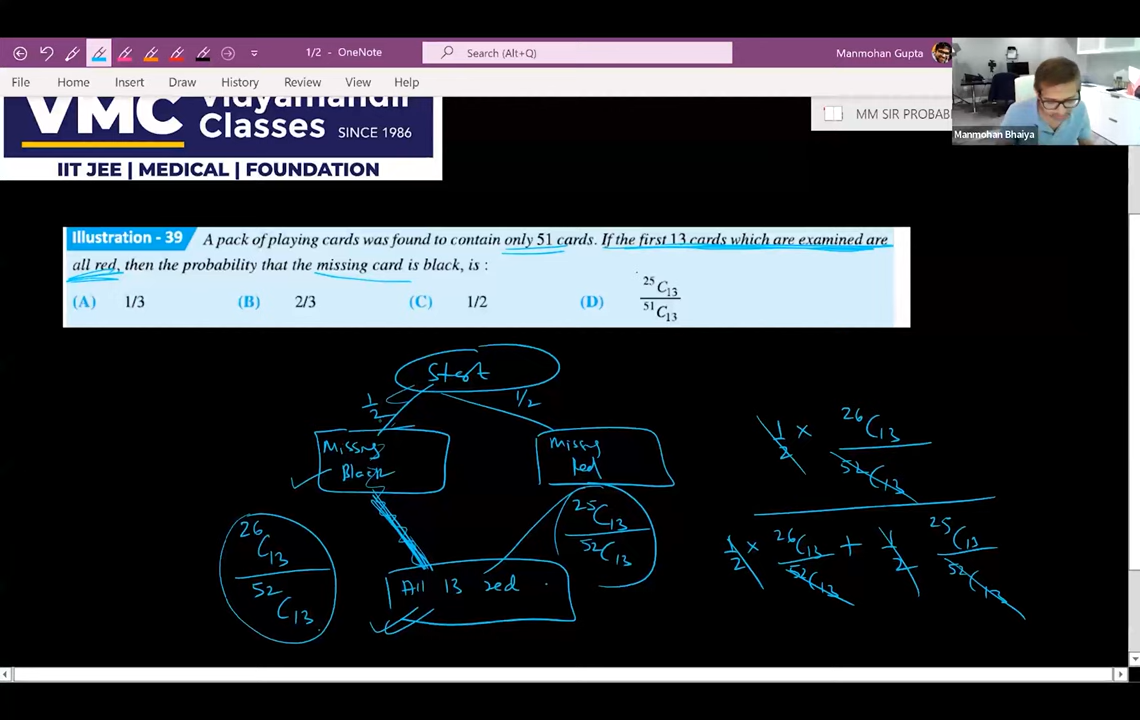 1/2 - OneNote
Search (Alt+Q)
Manmohan Gupta
File Home Insert Draw History Review View Help
VMC Vidyamandir Classes SINCE 1986
IIT JEE | MEDICAL | FOUNDATION
MM SIR PROBABI
Manmohan Bhaiya
Illustration - 39 A pack of playing cards was found to contain only 51 cards. If the first 13 cards which are examined are
all red, then the probability that the missing card is black, is :
(A) 1/3 (B) 2/3 (C) 1/2 (D) ²⁵C₁₃ / ⁵¹C₁₃
Start
1/2 1/2
Missing Black
Missing Red
²⁶C₁₃ / ⁵²C₁₃
²⁵C₁₃ / ⁵²C₁₃
All 13 red
1/2 × ²⁶C₁₃ / ⁵²C₁₃
1/2 × ²⁶C₁₃ / ⁵²C₁₃ + 1/2 ²⁵C₁₃ / ⁵²C₁₃